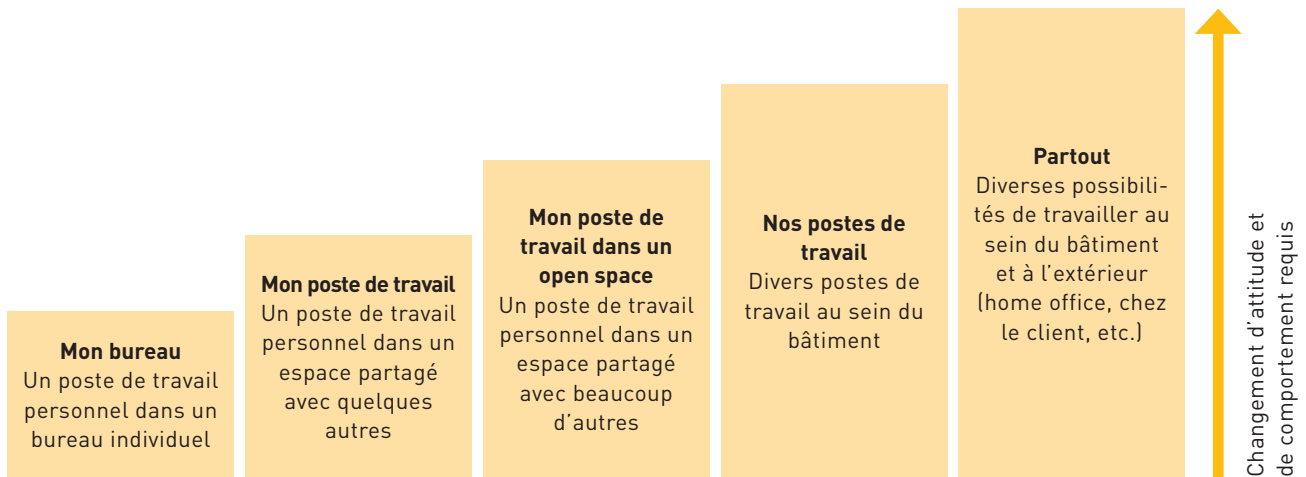 Mon bureau
Un poste de travail
personnel dans un
bureau individuel
Mon poste de travail
Un poste de travail
personnel dans un
espace partagé
avec quelques
autres
Mon poste de
travail dans un
open space
Un poste de travail
personnel dans un
espace partagé
avec beaucoup
d’autres
Nos postes de
travail
Divers postes de
travail au sein du
bâtiment
Partout
Diverses possibili-
tés de travailler au
sein du bâtiment
et à l’extérieur
(home office, chez
le client, etc.)
Changement d’attitude et
de comportement requis